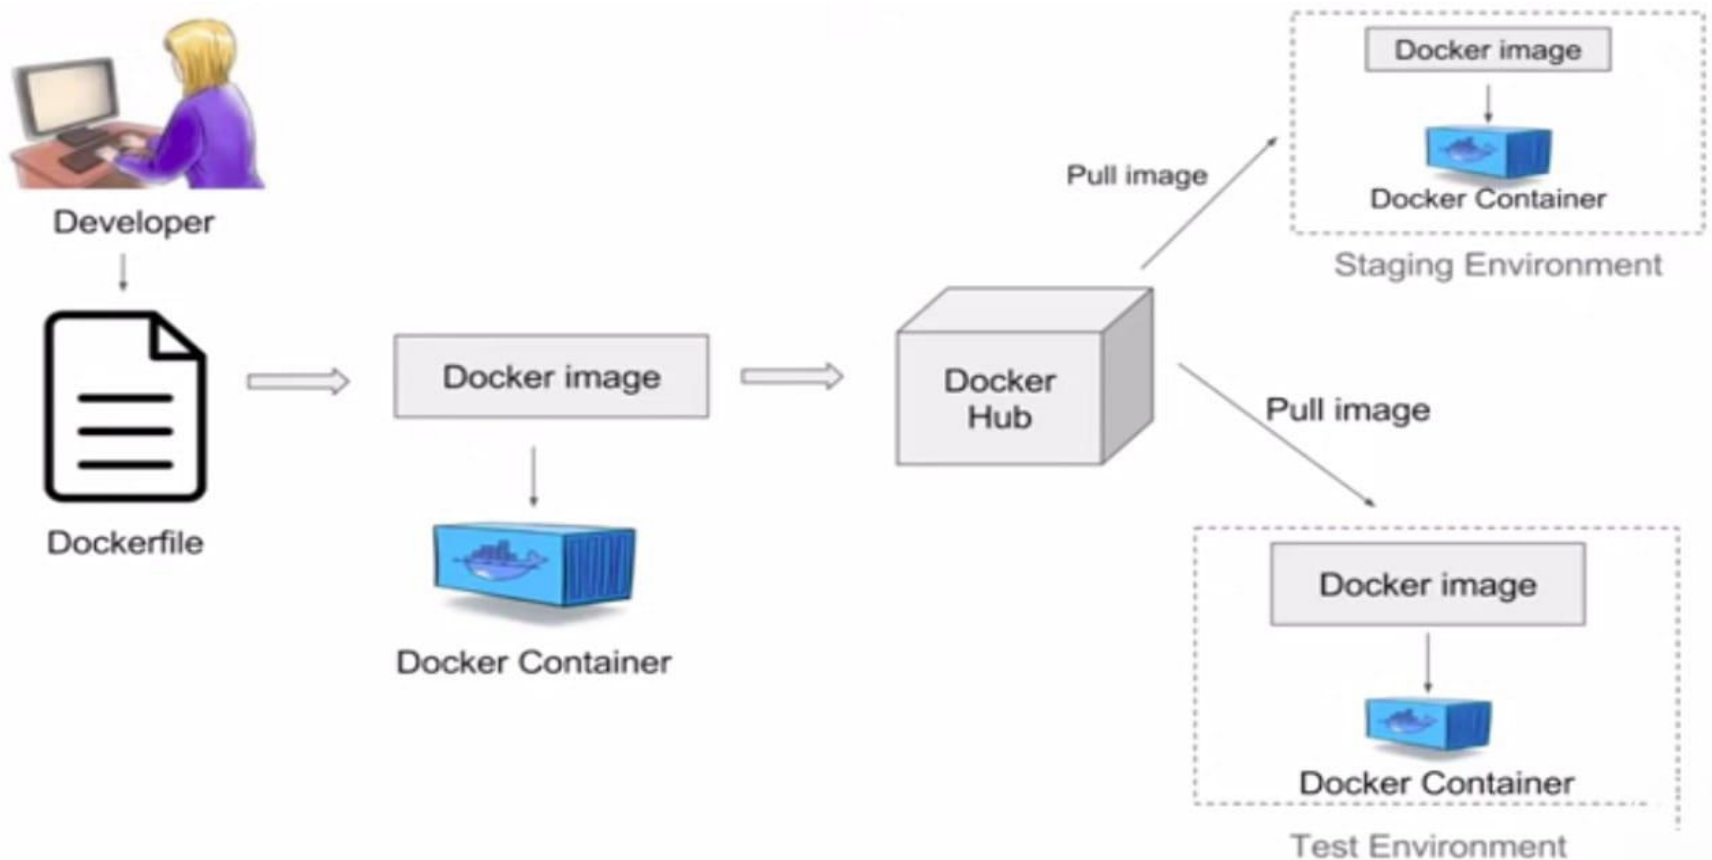 Developer
Dockerfile
Docker image
Docker Container
Docker
Hub
Pull image
Docker image
Docker Container
Staging Environment
Pull image
Docker image
Docker Container
Test Environment